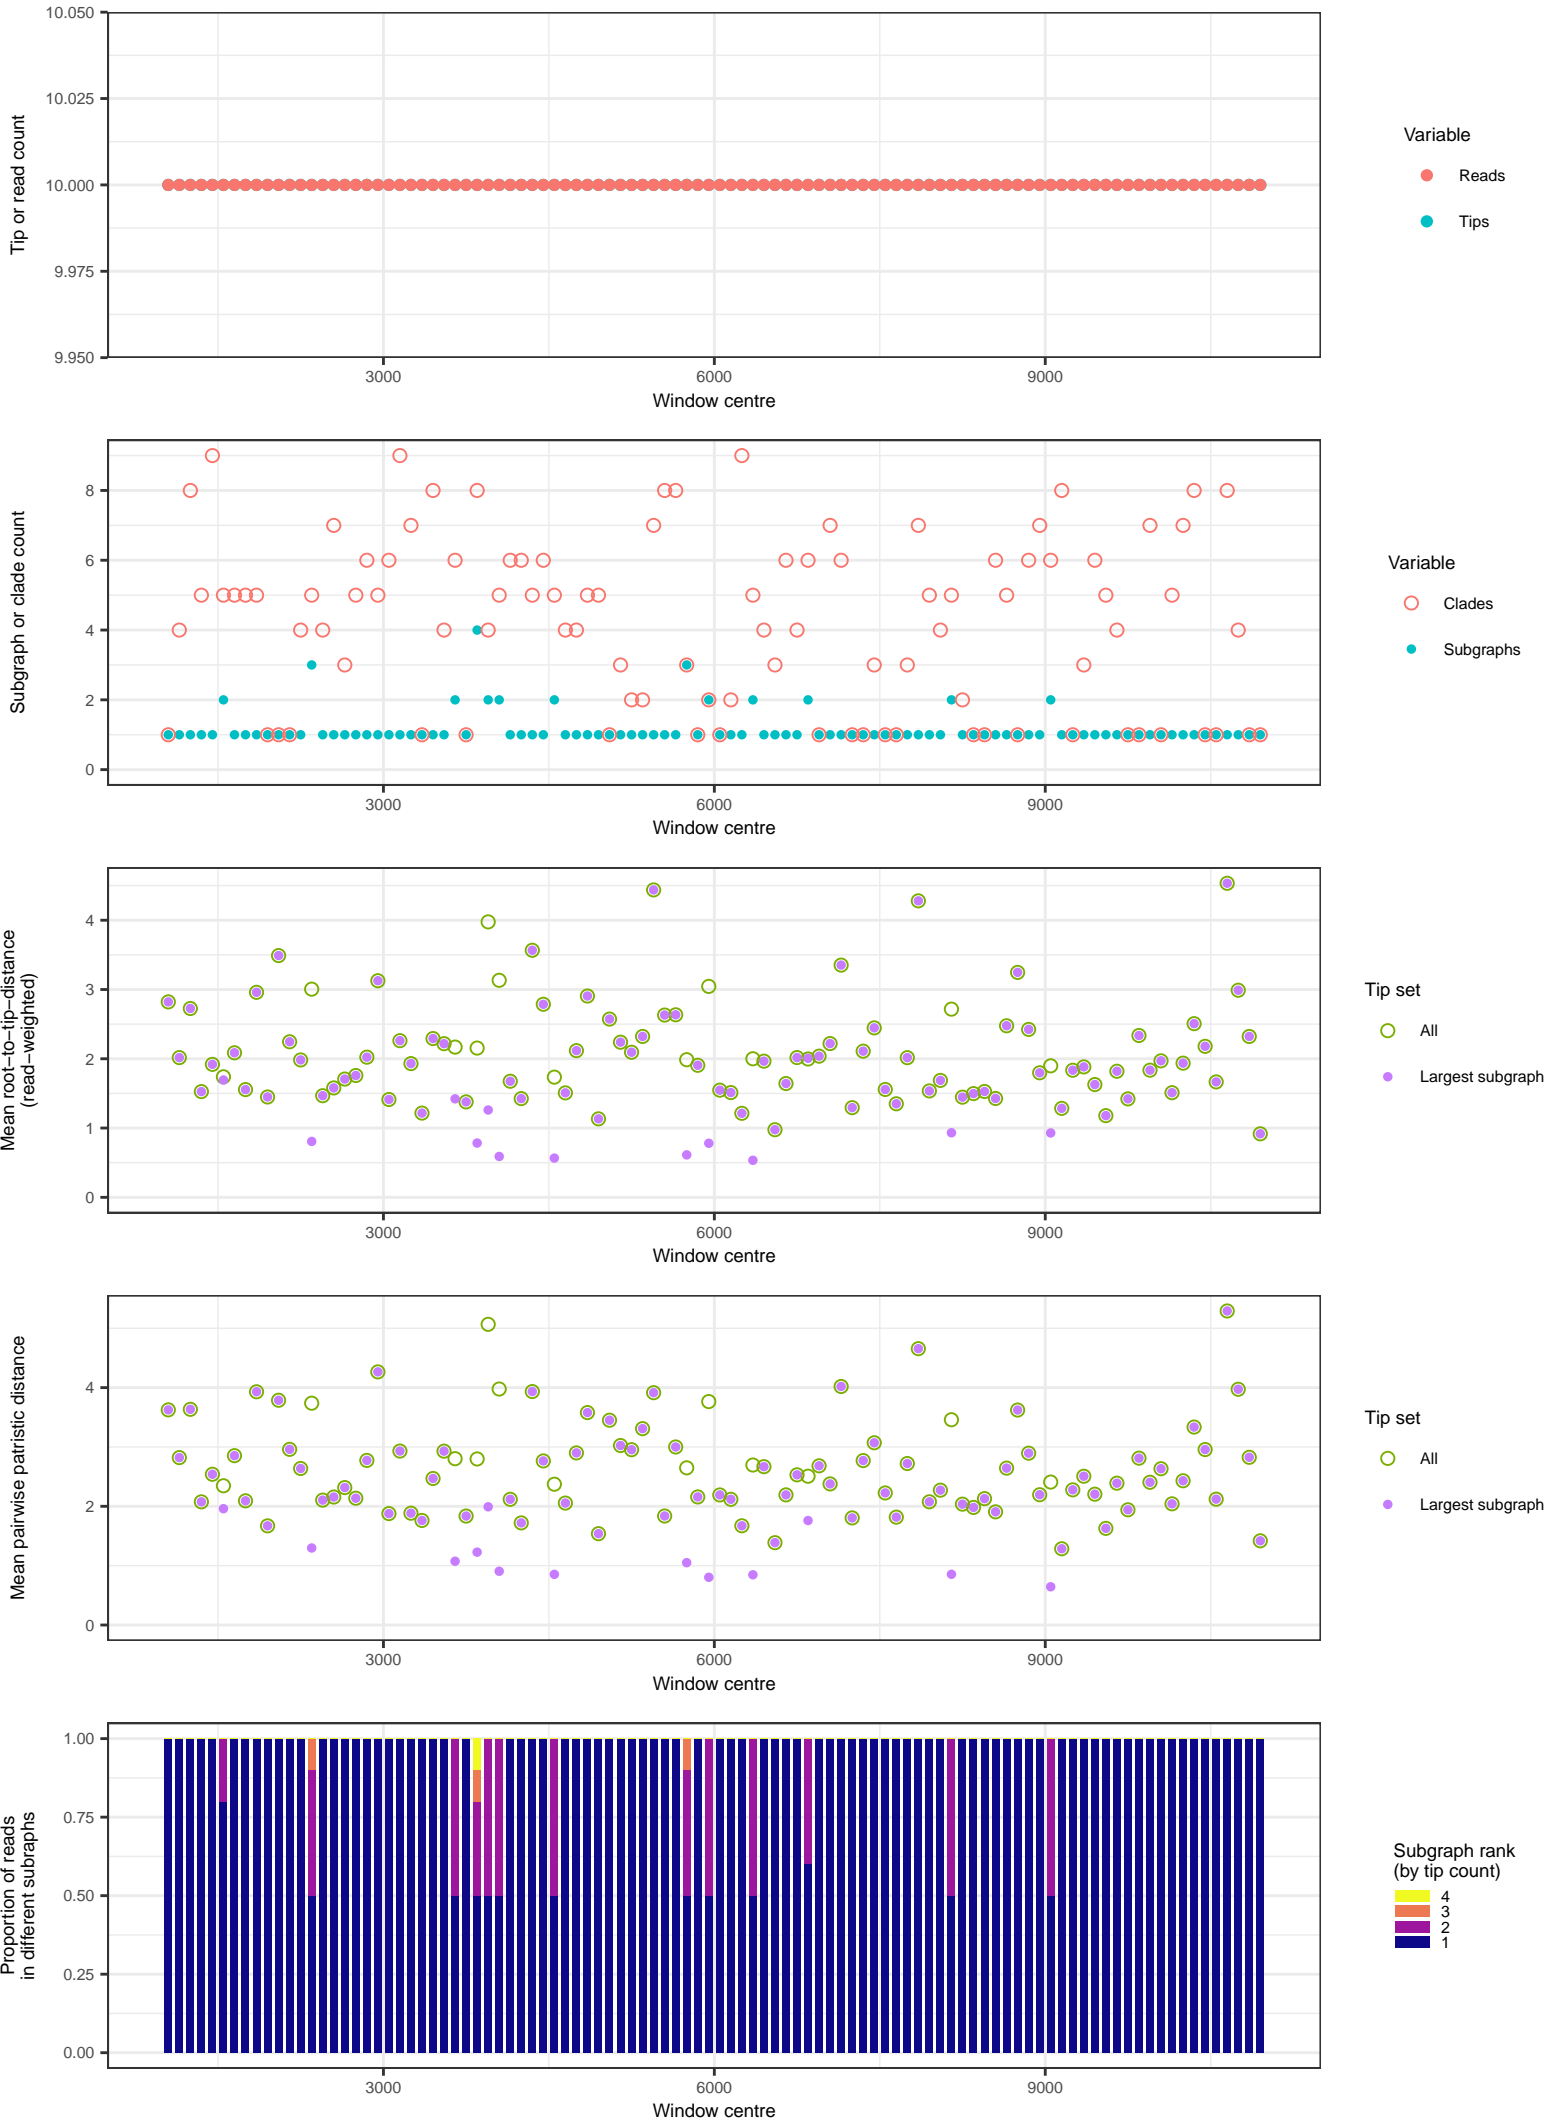 10.050
10.025
10.000
9.975
9.950
Tip or read count
3000
6000
9000
Window centre
Variable
Reads
Tips
8
6
4
2
0
Subgraph or clade count
3000
6000
9000
Window centre
Variable
Clades
Subgraphs
4
3
2
1
0
Mean root−to−tip−distance
(read−weighted)
3000
6000
9000
Window centre
Tip set
All
Largest subgraph
4
2
0
Mean pairwise patristic distance
3000
6000
9000
Window centre
Tip set
All
Largest subgraph
1.00
0.75
0.50
0.25
0.00
Proportion of reads
in different subraphs
3000
6000
9000
Window centre
Subgraph rank
(by tip count)
4
3
2
1